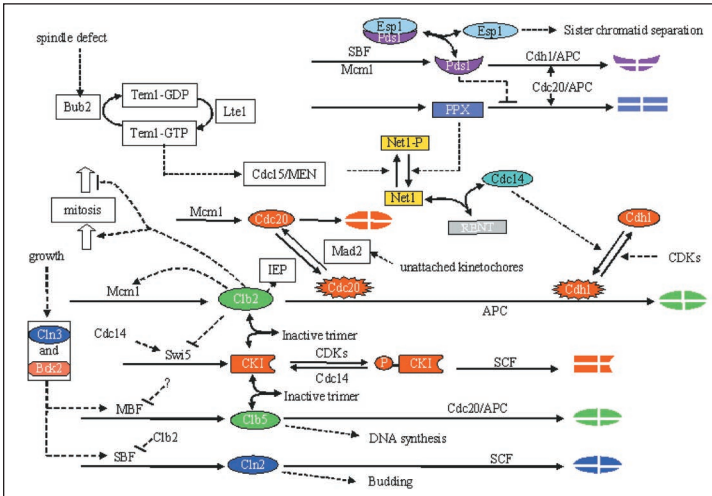 Esp1
Pds1
Esp1
Sister chromatid separation
spindle defect
SBF
Mcm1
Pds1
Cdh1/APC
Cdc20/APC
Bub2
Tem1-GDP
Lte1
Tem1-GTP
PPX
Net1-P
Cdc15/MEN
Net1
Cdc14
RENT
mitosis
Mcm1
Cdc20
Cdh1
growth
Mad2
unattached kinetochores
CDKs
IEP
Mcm1
Clb2
Cdc20
Cdh1
APC
Cln3
and
Bck2
Cdc14
Swi5
Inactive trimer
CK1
CDKs
Cdc14
P
CK1
SCF
Inactive trimer
?
MBF
Clb5
Cdc20/APC
DNA synthesis
Clb2
SBF
Cln2
SCF
Budding